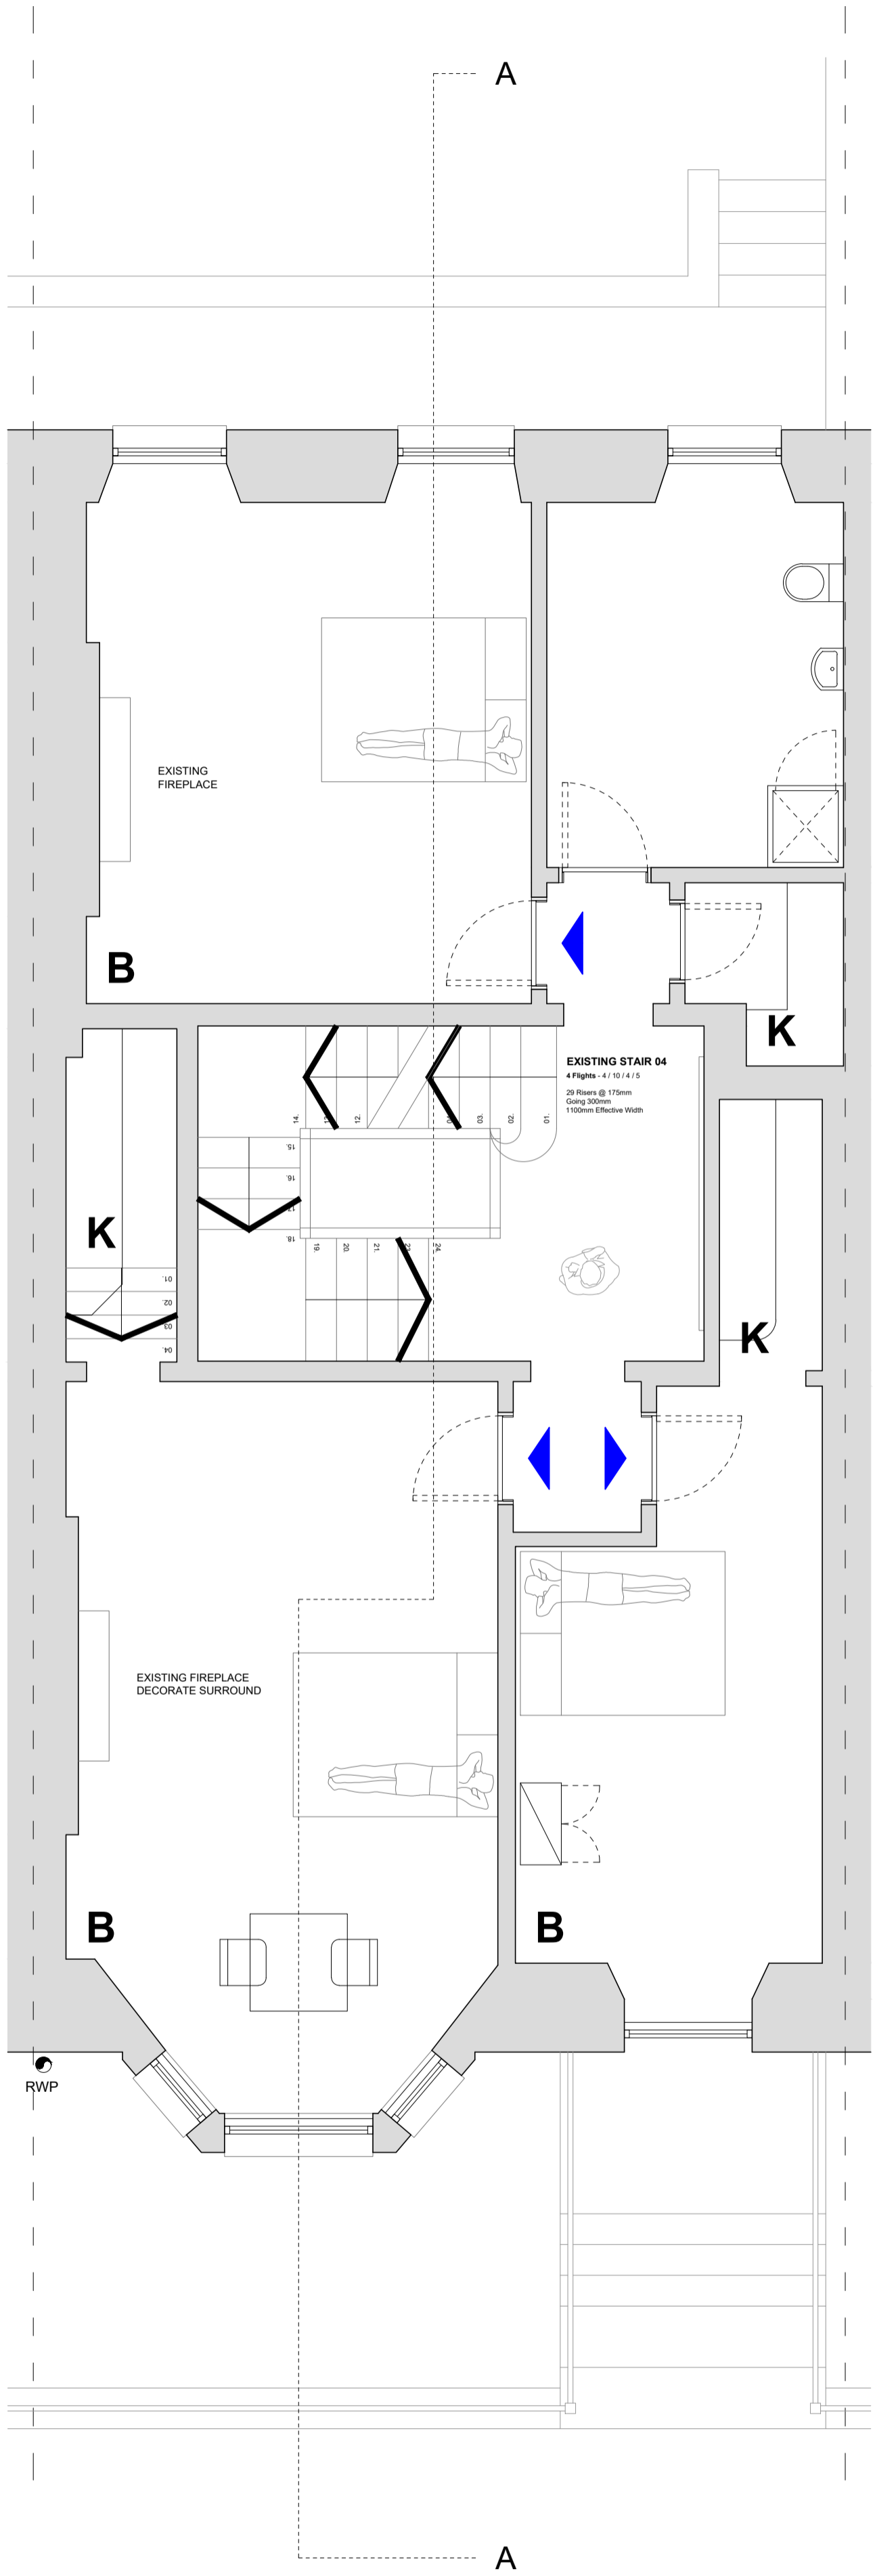 A
EXISTING
FIREPLACE
B
K
EXISTING STAIR 04
4 Flights - 4 / 10 / 4 / 5
29 Risers @ 175mm
Going 300mm
1100mm Effective Width
14.
12.
03.
02.
01.
15.
16.
17.
18.
19.
20.
21.
24.
K
01.
02.
03
04.
K
EXISTING FIREPLACE
DECORATE SURROUND
B
B
RWP
A